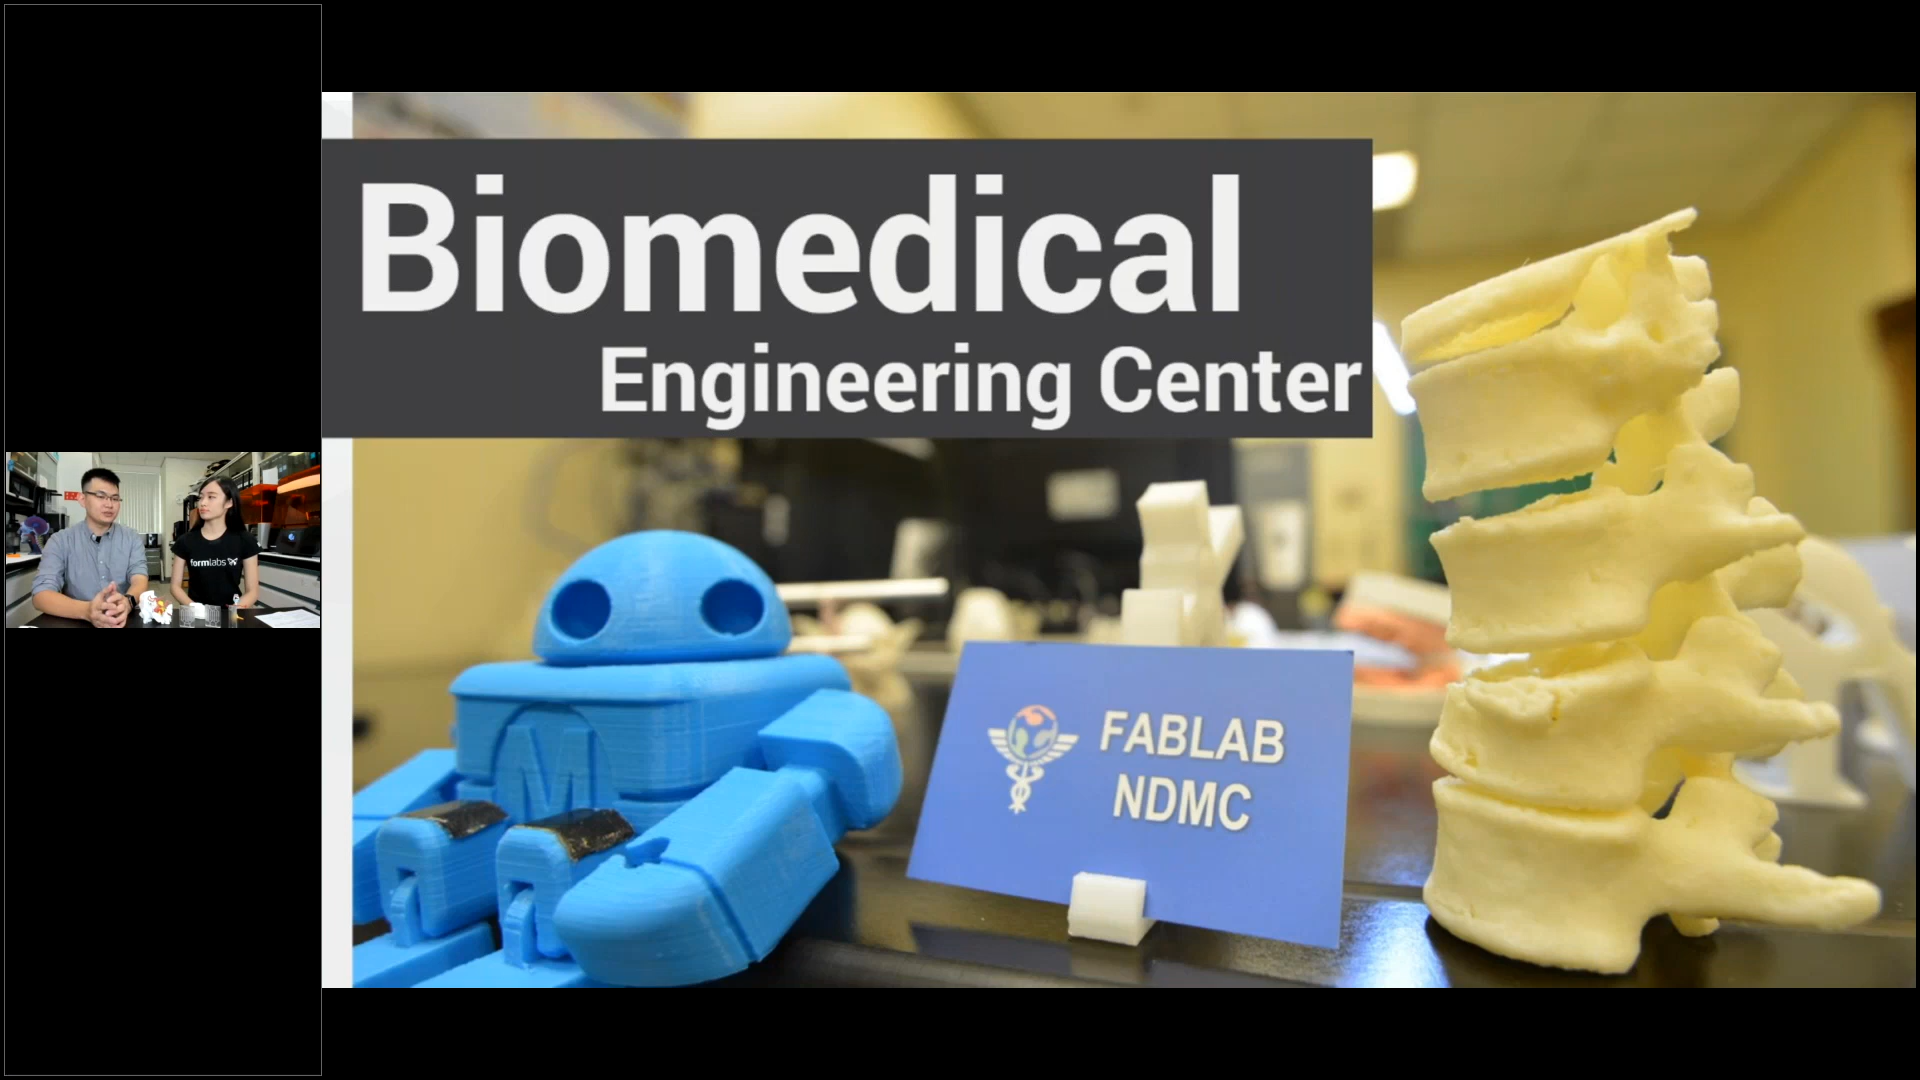 Biomedical
Engineering Center
FABLAB
NDMC
M
formlabs